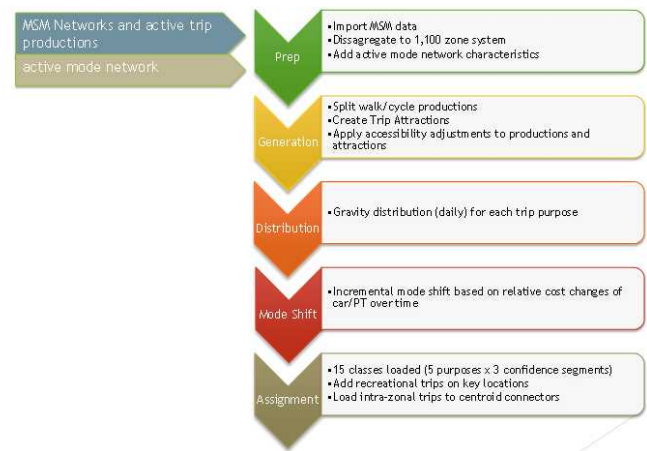 MSM Networks and active trip
productions
active mode network
Prep
•Import MSM data
•Dissagregate to 1,100 zone system
•Add active mode network characteristics
Generation
•Split walk/cycle productions
•Create Trip Attractions
•Apply accessibility adjustments to productions and
attractions
Distribution
•Gravity distribution (daily) for each trip purpose
Mode Shift
•Incremental mode shift based on relative cost changes of
car/PT over time
Assignment
•15 classes loaded (5 purposes x 3 confidence segments)
•Add recreational trips on key locations
•Load intra-zonal trips to centroid connectors